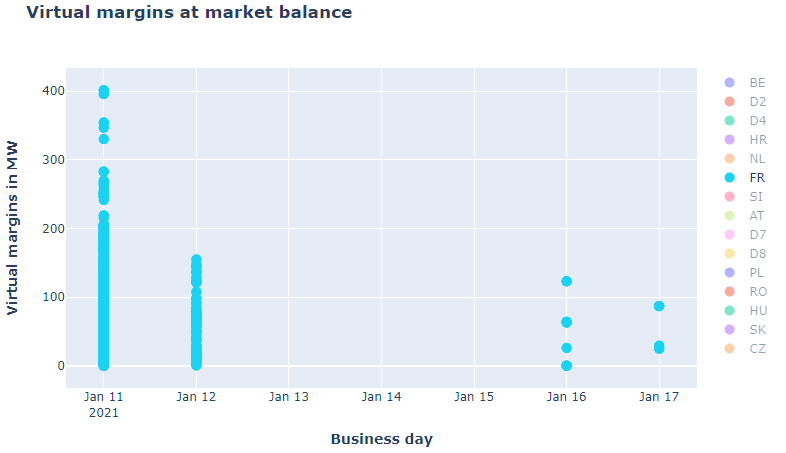 Virtual margins at market balance
Virtual margins in MW
400
300
200
100
0
Jan 11
2021
Jan 12
Jan 13
Jan 14
Jan 15
Jan 16
Jan 17
Business day
BE
D2
D4
HR
NL
FR
SI
AT
D7
D8
PL
RO
HU
SK
CZ